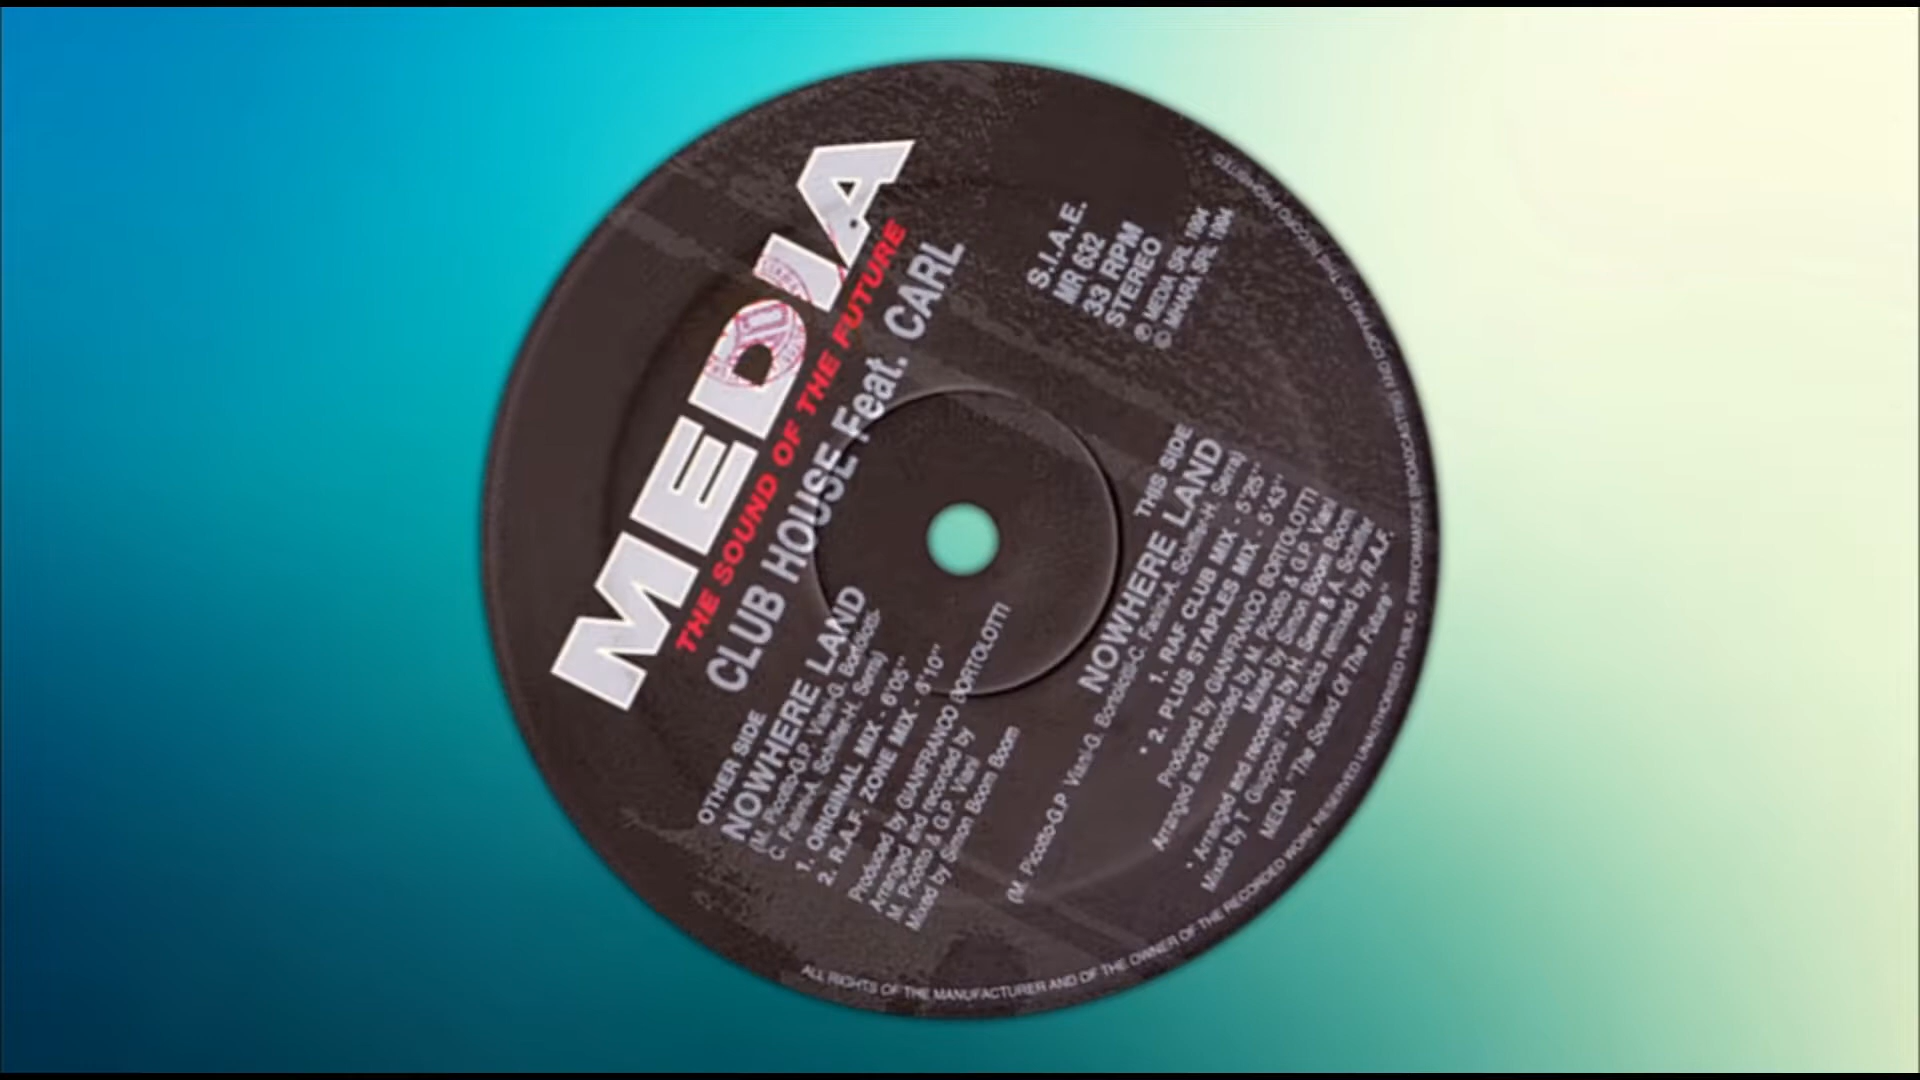 MEDIA
THE SOUND OF THE FUTURE
CLUB HOUSE Feat. CARL
S.I.A.E.
MR 632
33 RPM
STEREO
Ⓟ MEDIA SRL 1994
© MHARA SRL 1994
OTHER SIDE
NOWHERE LAND
(M. Picotto-G.P. Viani-G. Bortolotti-
C. Fanini-A. Schiffer-H. Serra)
1. ORIGINAL MIX - 6'05"
2. R.A.F. ZONE MIX - 6'10"
Produced by GIANFRANCO BORTOLOTTI
Arranged and recorded by
M. Picotto & G.P. Viani
Mixed by Simon Boom Boom
THIS SIDE
NOWHERE LAND
(M. Picotto-G.P. Viani-G. Bortolotti-C. Fanini-A. Schiffer-H. Serra)
1. RAF CLUB MIX - 5'25"
* 2. PLUS STAPLES MIX - 5'43"
Produced by GIANFRANCO BORTOLOTTI
Arranged and recorded by M. Picotto & G.P. Viani
Mixed by Simon Boom Boom
* Arranged and recorded by H. Serra & A. Schiffer
Mixed by T. Guspoci - All tracks remixed by R.A.F.
MEDIA "The Sound Of The Future"
ALL RIGHTS OF THE MANUFACTURER AND OF THE OWNER OF THE RECORDED WORK RESERVED UNAUTHORIZED PUBLIC PERFORMANCE BROADCASTING AND COPYING OF THIS RECORD PROHIBITED